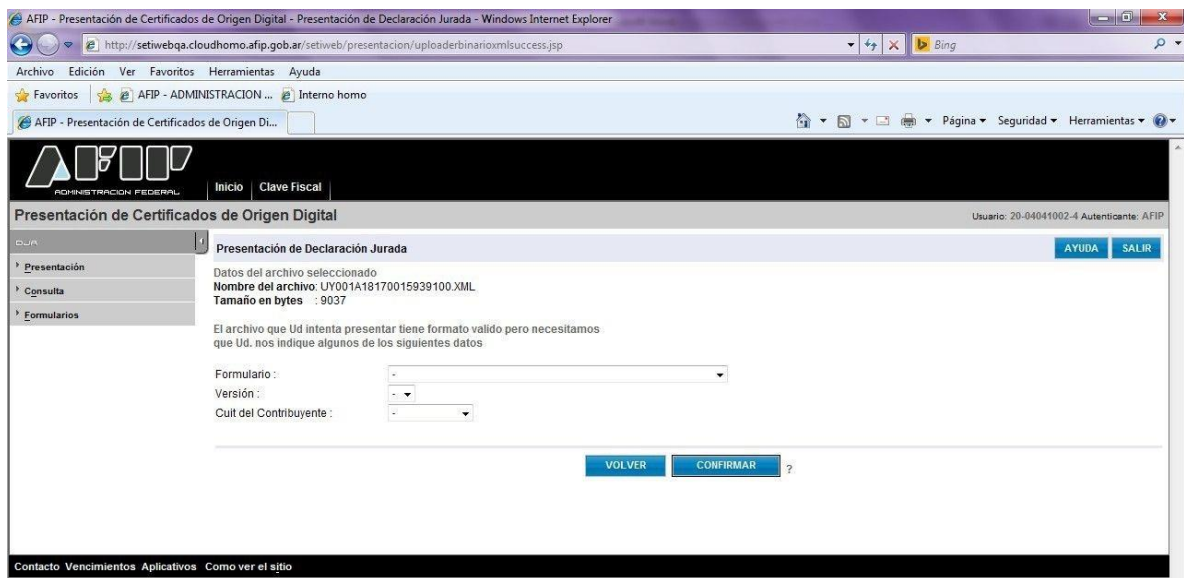 AFIP - Presentación de Certificados de Origen Digital - Presentación de Declaración Jurada - Windows Internet Explorer
http://setiwebqa.cloudhomo.afip.gob.ar/setiweb/presentacion/uploaderbinarioxmlsuccess.jsp
Bing
Archivo Edición Ver Favoritos Herramientas Ayuda
Favoritos AFIP - ADMINISTRACION ... Interno homo
AFIP - Presentación de Certificados de Origen Di... Página Seguridad Herramientas
AFIP
ADMINISTRACION FEDERAL
Inicio Clave Fiscal
Presentación de Certificados de Origen Digital Usuario: 20-04041002-4 Autenticante: AFIP
DJA
Presentación de Declaración Jurada AYUDA SALIR
Presentación
Consulta
Formularios
Datos del archivo seleccionado
Nombre del archivo: UY001A18170015939100.XML
Tamaño en bytes : 9037
El archivo que Ud intenta presentar tiene formato valido pero necesitamos
que Ud. nos indique algunos de los siguientes datos
Formulario : -
Versión : -
Cuit del Contribuyente : -
VOLVER CONFIRMAR ?
Contacto Vencimientos Aplicativos Como ver el sitio